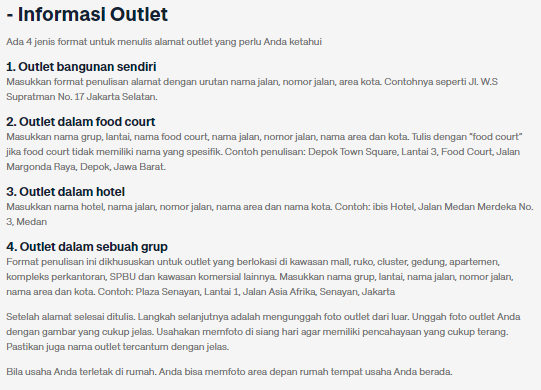 - Informasi Outlet
Ada 4 jenis format untuk menulis alamat outlet yang perlu Anda ketahui
1. Outlet bangunan sendiri
Masukkan format penulisan alamat dengan urutan nama jalan, nomor jalan, area kota. Contohnya seperti Jl. W.S
Supratman No. 17 Jakarta Selatan.
2. Outlet dalam food court
Masukkan nama grup, lantai, nama food court, nama jalan, nomor jalan, nama area dan kota. Tulis dengan “food court”
jika food court tidak memiliki nama yang spesifik. Contoh penulisan: Depok Town Square, Lantai 3, Food Court, Jalan
Margonda Raya, Depok, Jawa Barat.
3. Outlet dalam hotel
Masukkan nama hotel, nama jalan, nomor jalan, nama area dan nama kota. Contoh: ibis Hotel, Jalan Medan Merdeka No.
3, Medan
4. Outlet dalam sebuah grup
Format penulisan ini dikhususkan untuk outlet yang berlokasi di kawasan mall, ruko, cluster, gedung, apartemen,
kompleks perkantoran, SPBU dan kawasan komersial lainnya. Masukkan nama grup, lantai, nama jalan, nomor jalan,
nama area dan kota. Contoh: Plaza Senayan, Lantai 1, Jalan Asia Afrika, Senayan, Jakarta
Setelah alamat selesai ditulis. Langkah selanjutnya adalah mengunggah foto outlet dari luar. Unggah foto outlet Anda
dengan gambar yang cukup jelas. Usahakan memfoto di siang hari agar memiliki pencahayaan yang cukup terang.
Pastikan juga nama outlet tercantum dengan jelas.
Bila usaha Anda terletak di rumah. Anda bisa memfoto area depan rumah tempat usaha Anda berada.